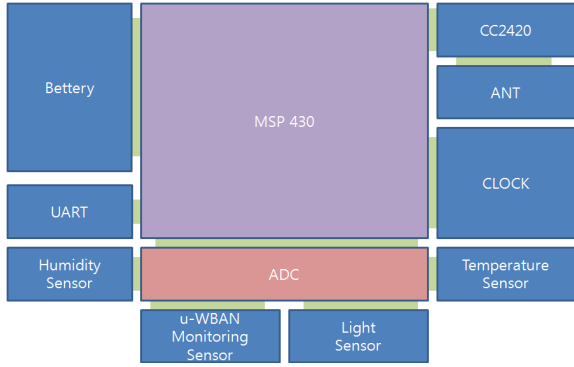 Bettery
MSP 430
CC2420
ANT
CLOCK
UART
Humidity
Sensor
ADC
Temperature
Sensor
u-WBAN
Monitoring
Sensor
Light
Sensor